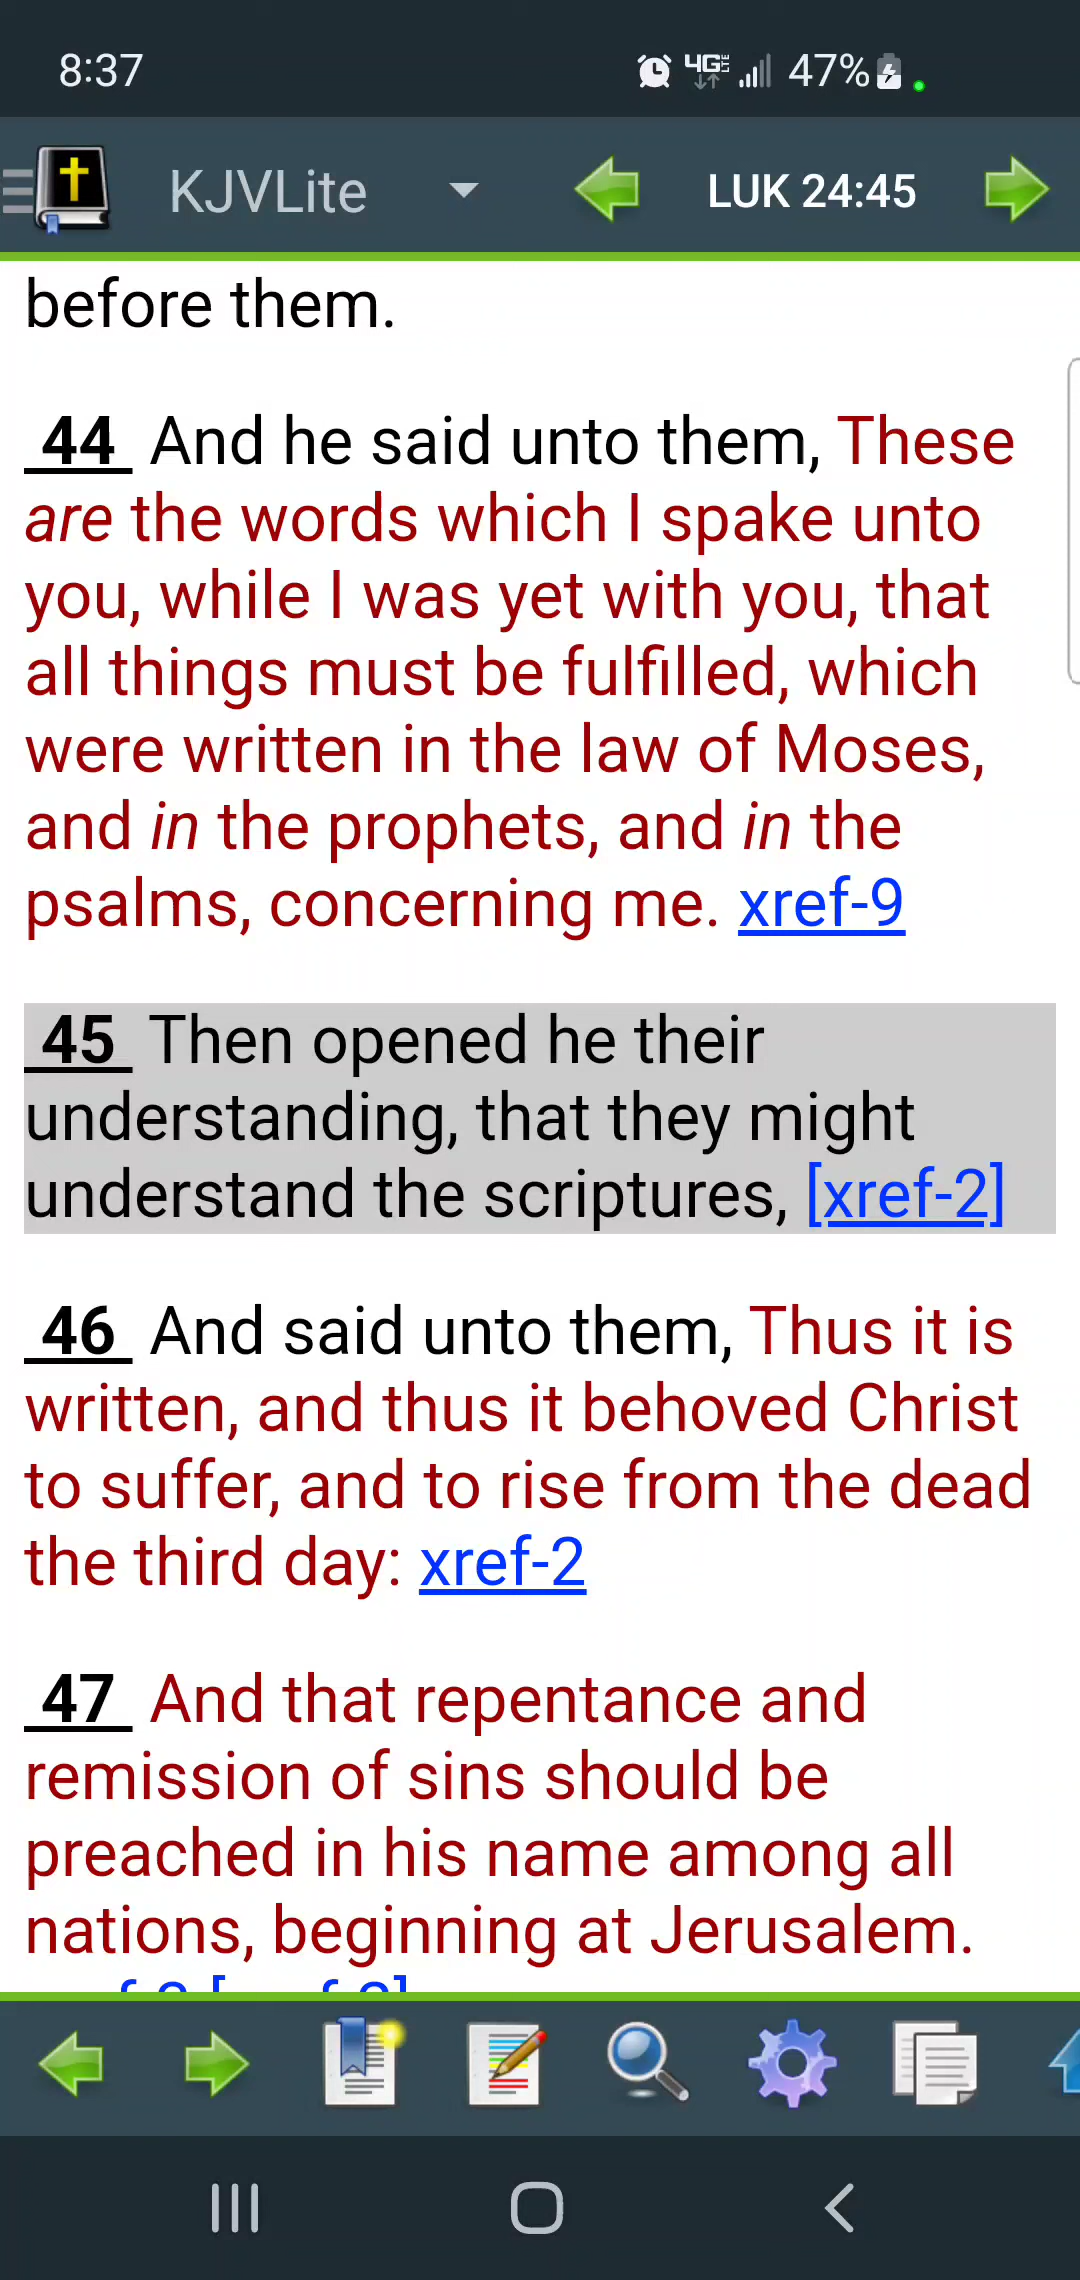 8:37
4G LTE 47%
KJVLite
LUK 24:45
before them.
44 And he said unto them, These
are the words which I spake unto
you, while I was yet with you, that
all things must be fulfilled, which
were written in the law of Moses,
and in the prophets, and in the
psalms, concerning me. xref-9
45 Then opened he their
understanding, that they might
understand the scriptures, [xref-2]
46 And said unto them, Thus it is
written, and thus it behoved Christ
to suffer, and to rise from the dead
the third day: xref-2
47 And that repentance and
remission of sins should be
preached in his name among all
nations, beginning at Jerusalem.